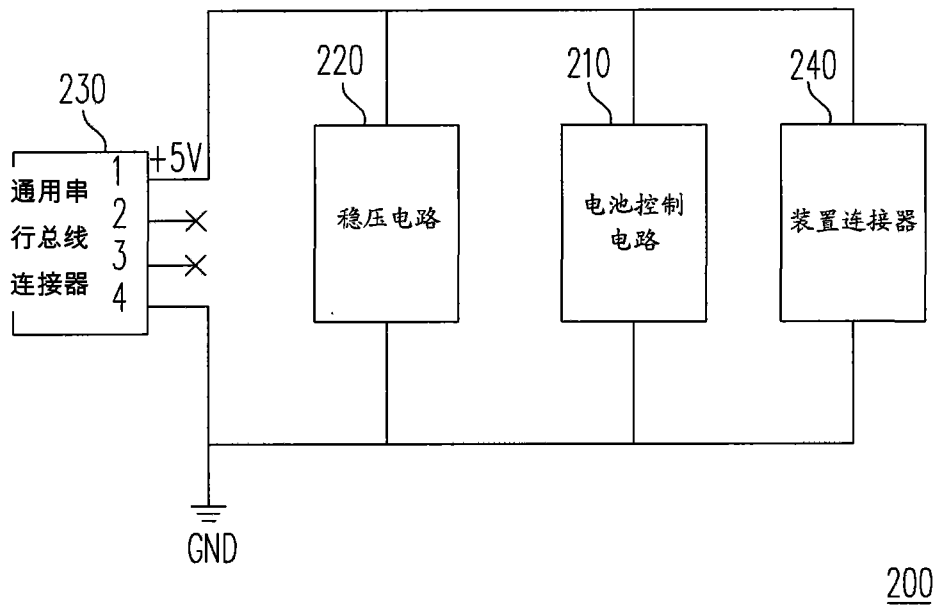 230
220
210
240
+5V
通用串
行总线
连接器
1
2
3
4
稳压电路
电池控制
电路
装置连接器
GND
200